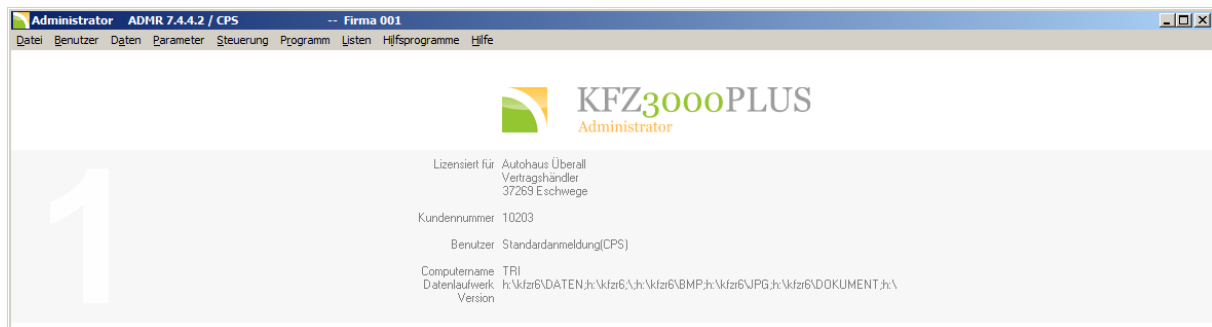 Administrator ADMR 7.4.4.2 / CPS -- Firma 001
Datei Benutzer Daten Parameter Steuerung Programm Listen Hilfsprogramme Hilfe
KFZ3000PLUS
Administrator
1
Lizensiert für Autohaus Überall
Vertragshändler
37269 Eschwege
Kundennummer 10203
Benutzer Standardanmeldung(CPS)
Computername TRI
Datenlaufwerk h:\kfzr6\DATEN;h:\kfzr6;\;h:\kfzr6\BMP;h:\kfzr6\JPG;h:\kfzr6\DOKUMENT;h:\
Version